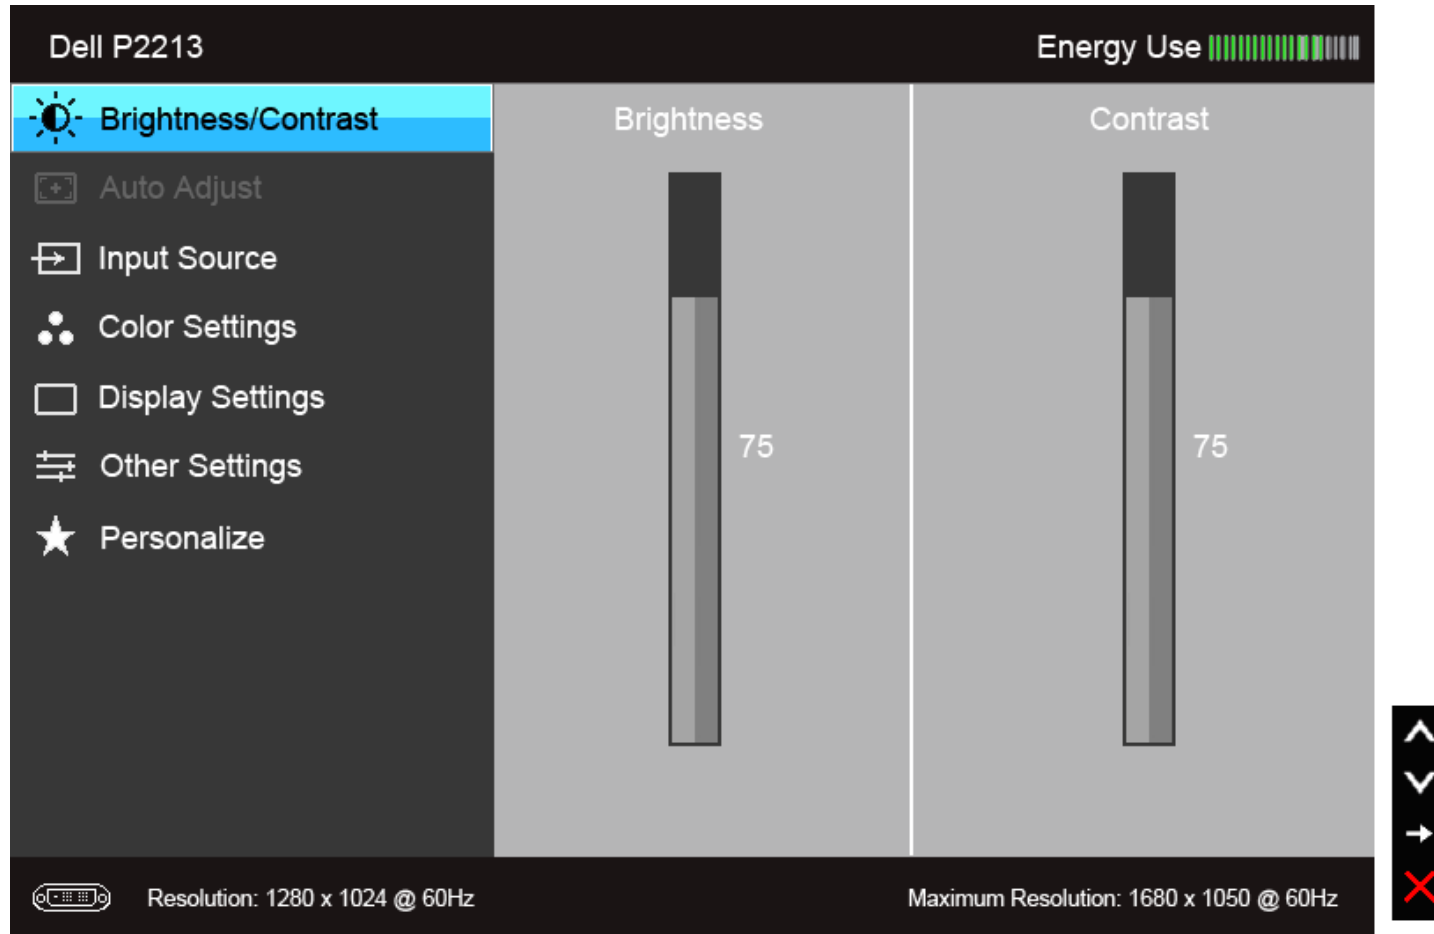 Dell P2213
Energy Use
Brightness/Contrast
Auto Adjust
Input Source
Color Settings
Display Settings
Other Settings
Personalize
Brightness
75
Contrast
75
Resolution: 1280 x 1024 @ 60Hz
Maximum Resolution: 1680 x 1050 @ 60Hz